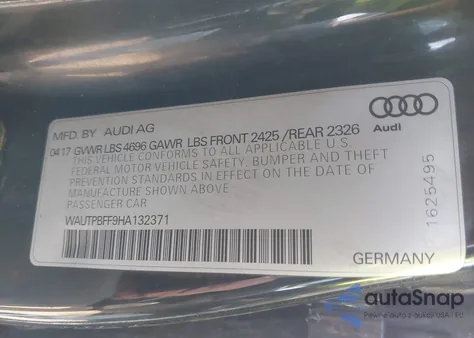 MFD. BY AUDI AG
04 17 GVWR LBS 4696 GAWR LBS FRONT 2425 / REAR 2326
THIS VEHICLE CONFORMS TO ALL APPLICABLE U.S.
FEDERAL MOTOR VEHICLE SAFETY, BUMPER AND THEFT
PREVENTION STANDARDS IN EFFECT ON THE DATE OF
MANUFACTURE SHOWN ABOVE
PASSENGER CAR
WAUTPBFF9HA132371
Audi
1625495
GERMANY
autoSnap
USA / EU